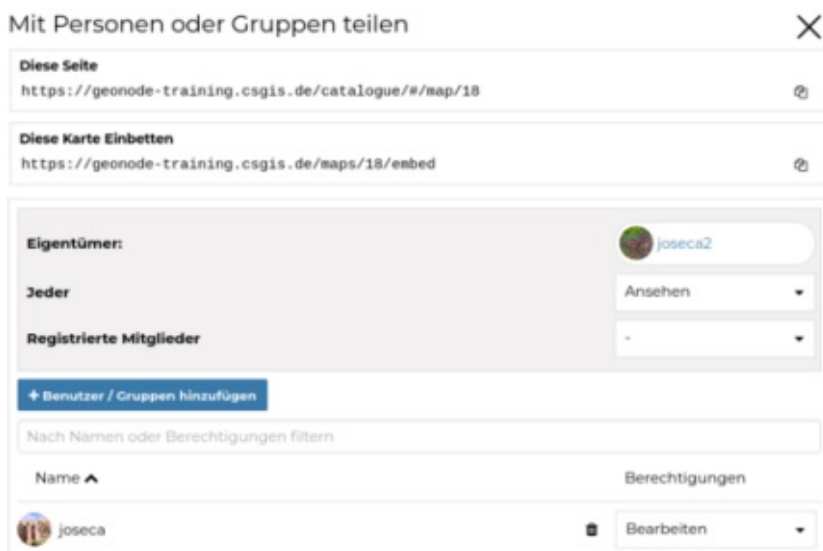 Mit Personen oder Gruppen teilen
Diese Seite
https://geonode-training.csgis.de/catalogue/#/map/18
Diese Karte Einbetten
https://geonode-training.csgis.de/maps/18/embed
Eigentümer: joseca2
Jeder Ansehen
Registrierte Mitglieder -
+ Benutzer / Gruppen hinzufügen
Nach Namen oder Berechtigungen filtern
Name Berechtigungen
joseca Bearbeiten